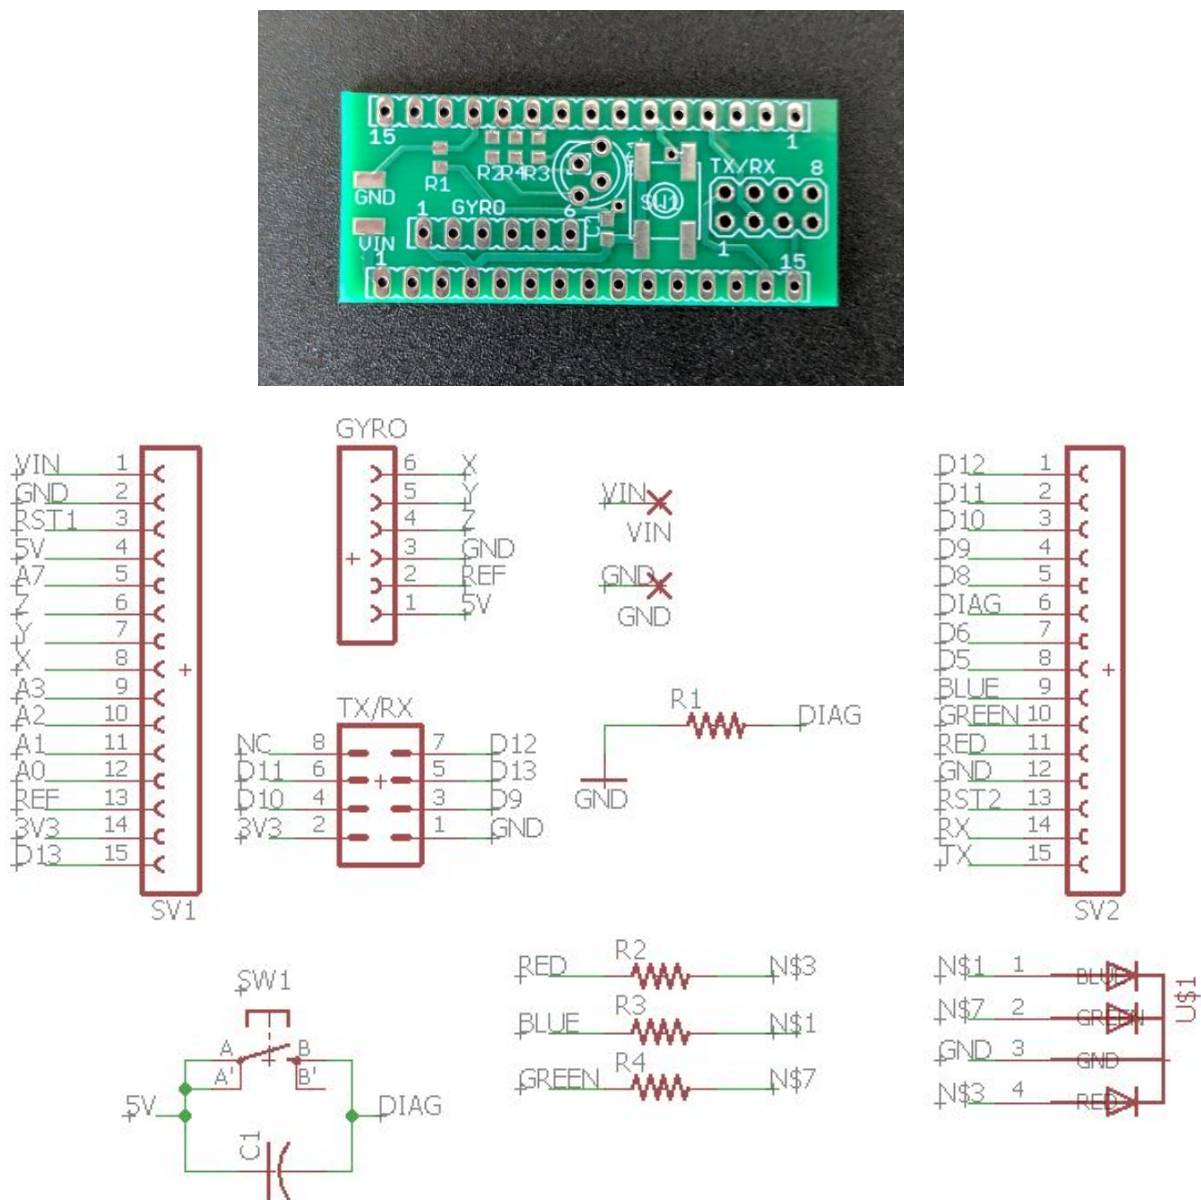 15
1
R2 R4 R3
TX/RX 8
GND
R1
1 GYRO 6
SW1
C1
VIN
1
1
15
GYRO
VIN 1
GND 2
RST1 3
5V 4
A7 5
Z 6
Y 7
X 8
A3 9
A2 10
A1 11
A0 12
REF 13
3V3 14
D13 15
SV1
6 X
5 Y
4 Z
3 GND
2 REF
1 5V
VIN
VIN
GND
GND
D12 1
D11 2
D10 3
D9 4
D8 5
DIAG 6
D6 7
D5 8
BLUE 9
GREEN 10
RED 11
GND 12
RST2 13
RX 14
TX 15
SV2
TX/RX
NC 8 7 D12
D11 6 5 D13
D10 4 3 D9
3V3 2 1 GND
R1
DIAG
GND
SW1
A B
A' B'
5V DIAG
C1
R2
RED N$3
R3
BLUE N$1
R4
GREEN N$7
N$1 1 BLUE
N$7 2 GREEN
GND 3 GND
N$3 4 RED
U$1